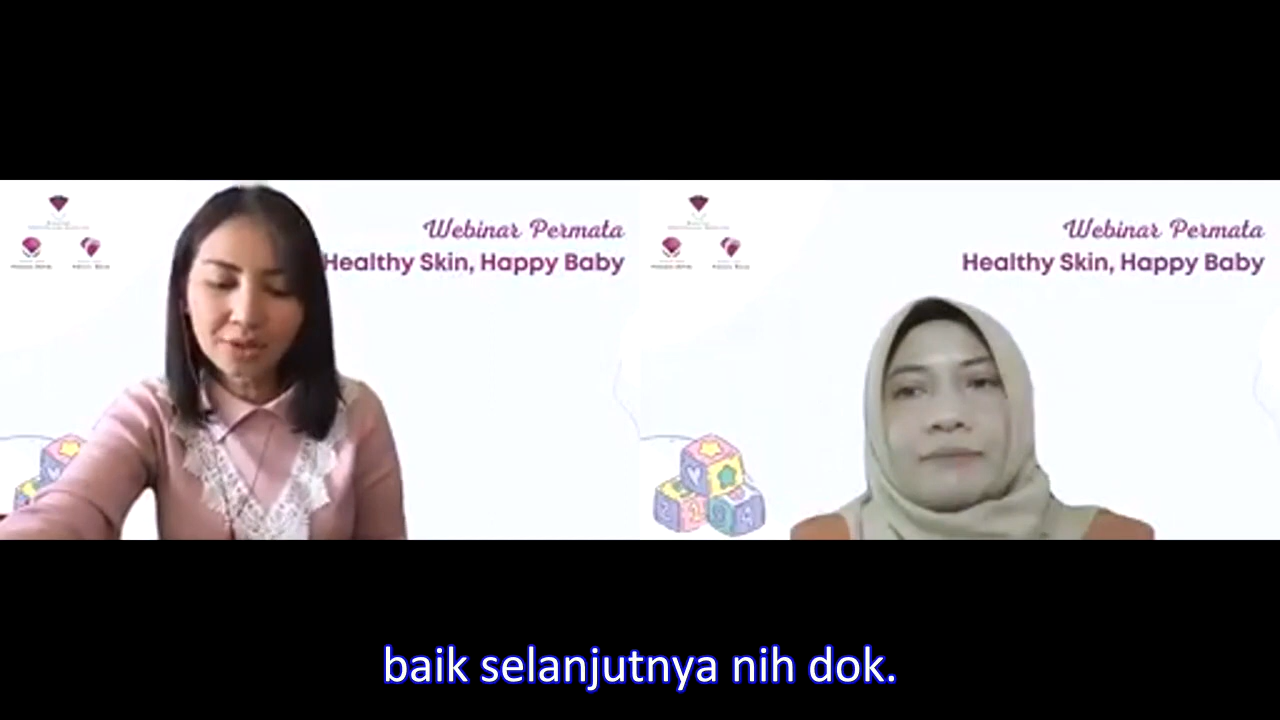 Webinar Permata
Healthy Skin, Happy Baby
Webinar Permata
Healthy Skin, Happy Baby
baik selanjutnya nih dok.